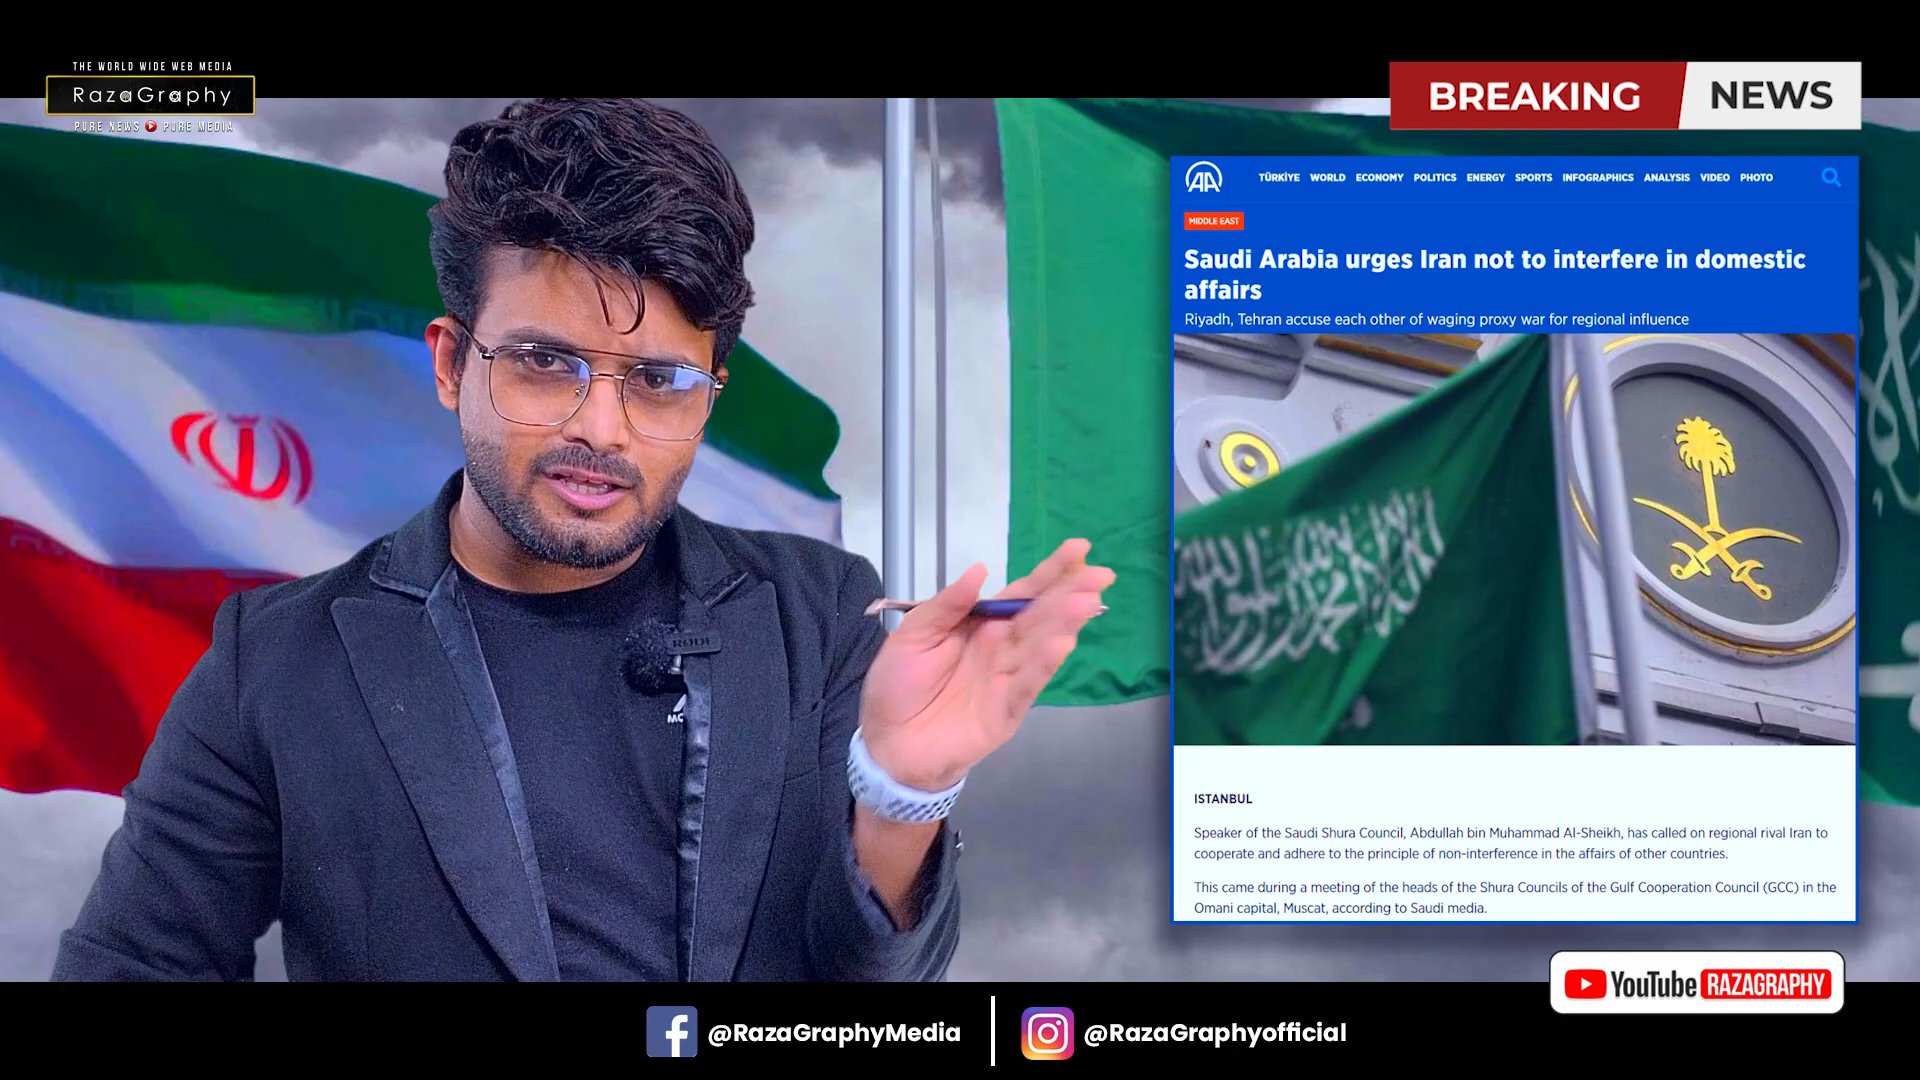 THE WORLD WIDE WEB MEDIA
RazaGraphy
PURE NEWS PURE MEDIA
BREAKING NEWS
AA
TÜRKİYE WORLD ECONOMY POLITICS ENERGY SPORTS INFOGRAPHICS ANALYSIS VIDEO PHOTO
MIDDLE EAST
Saudi Arabia urges Iran not to interfere in domestic
affairs
Riyadh, Tehran accuse each other of waging proxy war for regional influence
RODE
ISTANBUL
Speaker of the Saudi Shura Council, Abdullah bin Muhammad Al-Sheikh, has called on regional rival Iran to
cooperate and adhere to the principle of non-interference in the affairs of other countries.
This came during a meeting of the heads of the Shura Councils of the Gulf Cooperation Council (GCC) in the
Omani capital, Muscat, according to Saudi media.
YouTube RAZAGRAPHY
@RazaGraphyMedia
@RazaGraphyofficial